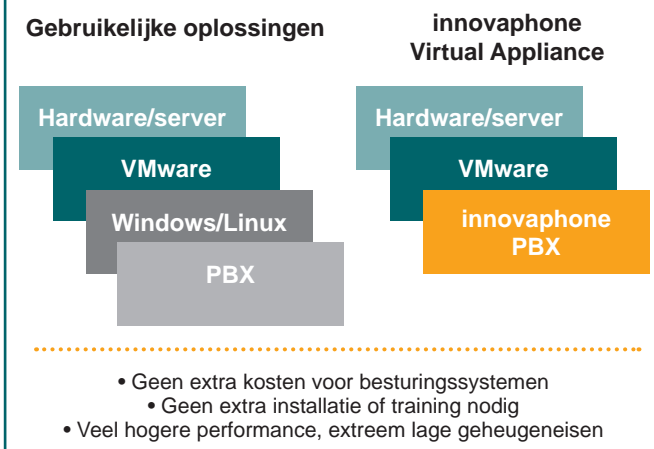 Gebruikelijke oplossingen
Hardware/server
VMware
Windows/Linux
PBX
innovaphone
Virtual Appliance
Hardware/server
VMware
innovaphone
PBX
• Geen extra kosten voor besturingssystemen
• Geen extra installatie of training nodig
• Veel hogere performance, extreem lage geheugeneisen